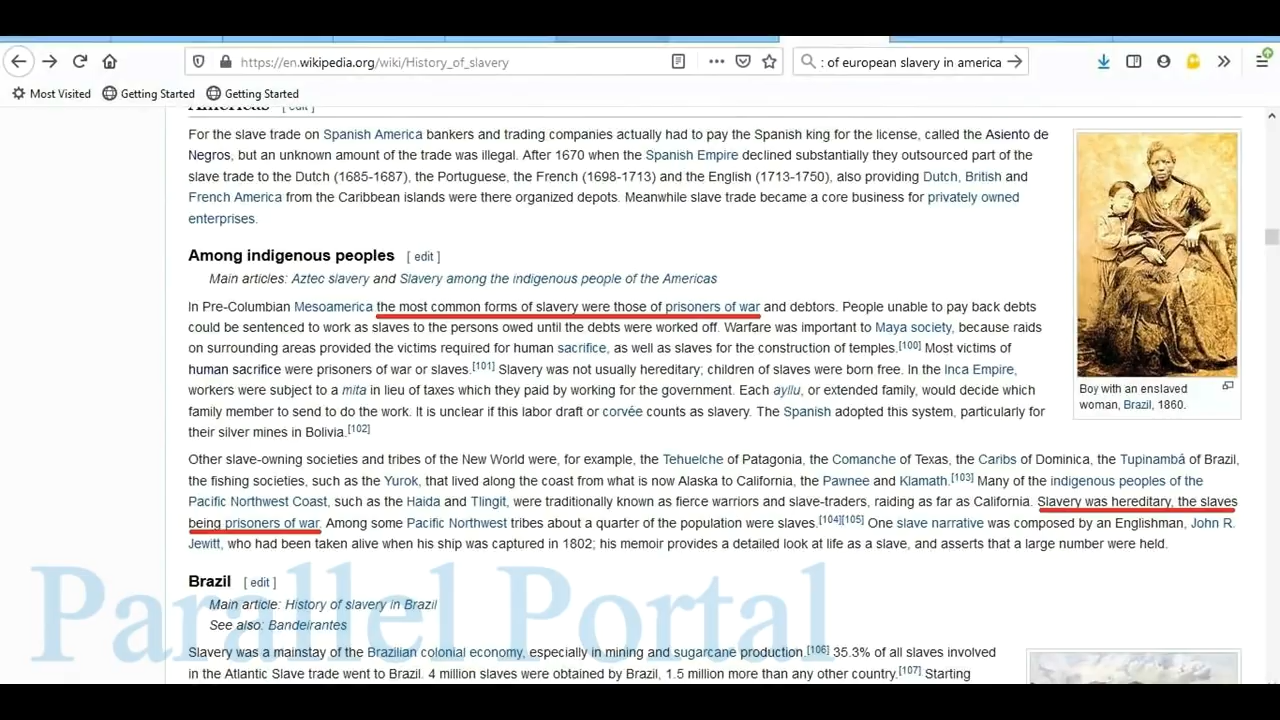 https://en.wikipedia.org/wiki/History_of_slavery
: of european slavery in america
Most Visited Getting Started Getting Started
Americas [ edit ]
For the slave trade on Spanish America bankers and trading companies actually had to pay the Spanish king for the license, called the Asiento de
Negros, but an unknown amount of the trade was illegal. After 1670 when the Spanish Empire declined substantially they outsourced part of the
slave trade to the Dutch (1685-1687), the Portuguese, the French (1698-1713) and the English (1713-1750), also providing Dutch, British and
French America from the Caribbean islands were there organized depots. Meanwhile slave trade became a core business for privately owned
enterprises.
Boy with an enslaved
woman, Brazil, 1860.
Among indigenous peoples [ edit ]
Main articles: Aztec slavery and Slavery among the indigenous people of the Americas
In Pre-Columbian Mesoamerica the most common forms of slavery were those of prisoners of war and debtors. People unable to pay back debts
could be sentenced to work as slaves to the persons owed until the debts were worked off. Warfare was important to Maya society, because raids
on surrounding areas provided the victims required for human sacrifice, as well as slaves for the construction of temples.[100] Most victims of
human sacrifice were prisoners of war or slaves.[101] Slavery was not usually hereditary; children of slaves were born free. In the Inca Empire,
workers were subject to a mita in lieu of taxes which they paid by working for the government. Each ayllu, or extended family, would decide which
family member to send to do the work. It is unclear if this labor draft or corvée counts as slavery. The Spanish adopted this system, particularly for
their silver mines in Bolivia.[102]
Other slave-owning societies and tribes of the New World were, for example, the Tehuelche of Patagonia, the Comanche of Texas, the Caribs of Dominica, the Tupinambá of Brazil,
the fishing societies, such as the Yurok, that lived along the coast from what is now Alaska to California, the Pawnee and Klamath.[103] Many of the indigenous peoples of the
Pacific Northwest Coast, such as the Haida and Tlingit, were traditionally known as fierce warriors and slave-traders, raiding as far as California. Slavery was hereditary, the slaves
being prisoners of war. Among some Pacific Northwest tribes about a quarter of the population were slaves.[104][105] One slave narrative was composed by an Englishman, John R.
Jewitt, who had been taken alive when his ship was captured in 1802; his memoir provides a detailed look at life as a slave, and asserts that a large number were held.
Brazil [ edit ]
Main article: History of slavery in Brazil
See also: Bandeirantes
Parallel Portal
Slavery was a mainstay of the Brazilian colonial economy, especially in mining and sugarcane production.[106] 35.3% of all slaves involved
in the Atlantic Slave trade went to Brazil. 4 million slaves were obtained by Brazil, 1.5 million more than any other country.[107] Starting